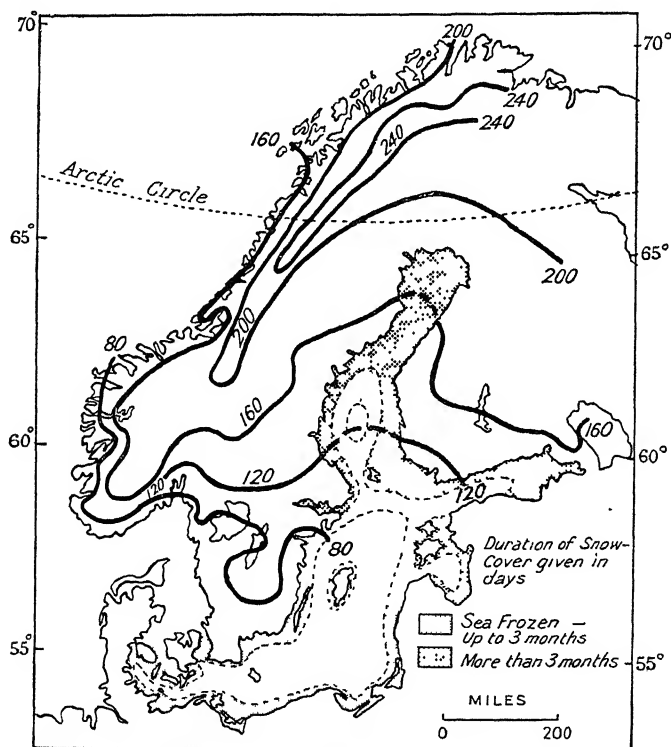 70°
200
70°
240
160
240
240
Arctic Circle
65°
65°
200
200
80
160
60°
160
60°
120
120
120
80
Duration of Snow-
Cover given in
days
Sea Frozen —
Up to 3 months
More than 3 months
55°
55°
MILES
0 200